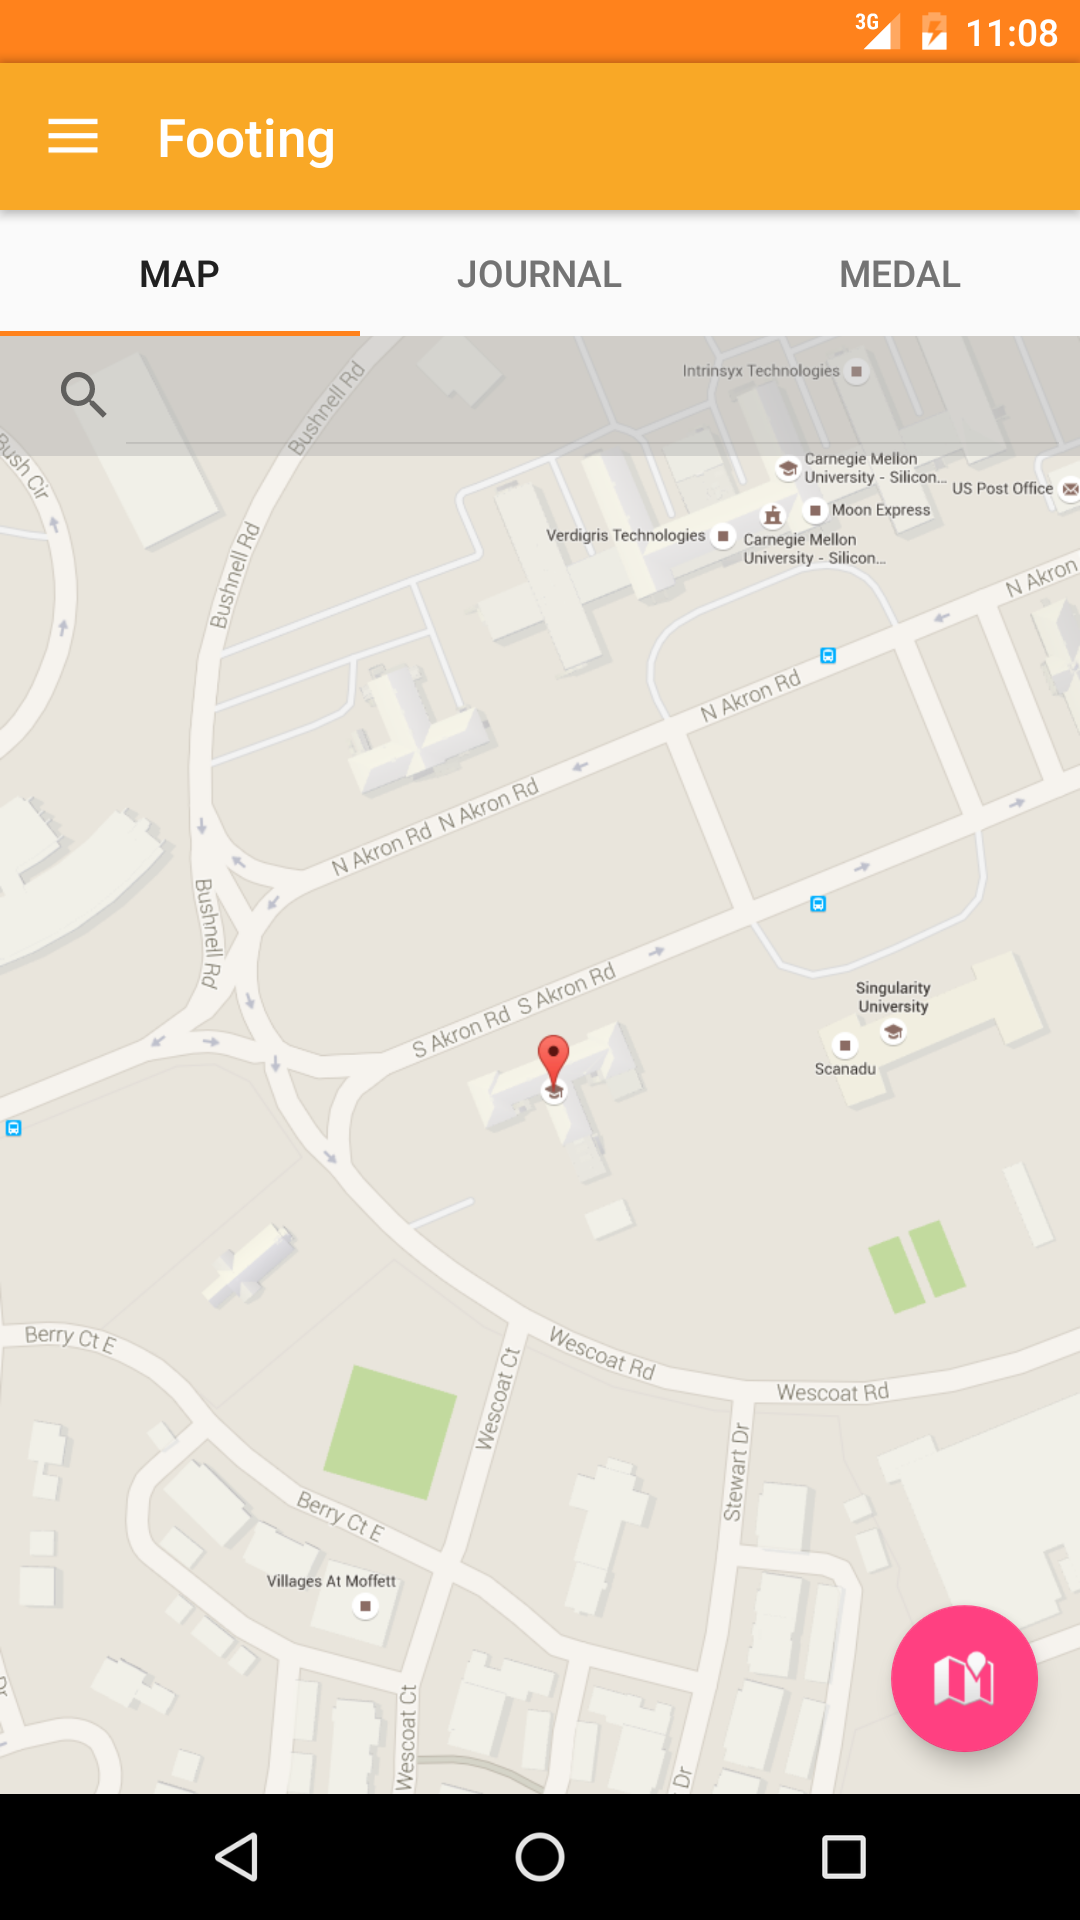 3G 11:08
Footing
MAP JOURNAL MEDAL
Intrinsyx Technologies
Bushnell Rd
Bush Cir
Carnegie Mellon
University - Silicon...
US Post Office
Moon Express
Verdigris Technologies
Carnegie Mellon
University - Silicon...
Bushnell Rd
N Akron
N Akron Rd
N Akron Rd
N Akron Rd
Bushnell Rd
S Akron Rd
S Akron Rd
Singularity
University
Scanadu
Berry Ct E
Wescoat Rd
Wescoat Rd
Wescoat Ct
Stewart Dr
Berry Ct E
Villages At Moffett
Dr
Wescoat Ct
Dr